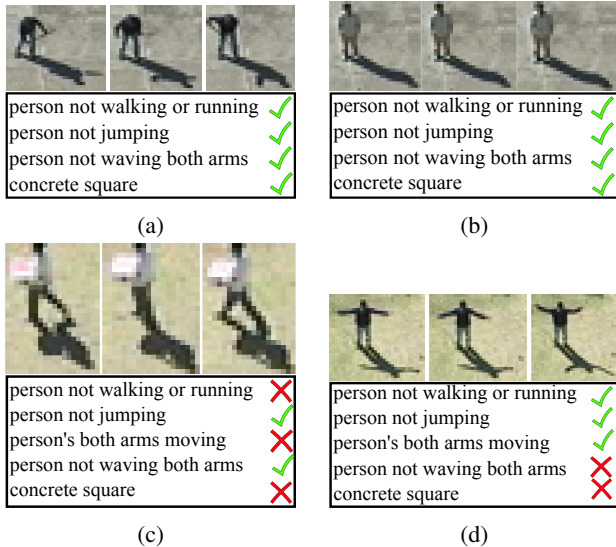 person not walking or running
person not jumping
person not waving both arms
concrete square
(a)
person not walking or running
person not jumping
person not waving both arms
concrete square
(b)
person not walking or running
person not jumping
person's both arms moving
person not waving both arms
concrete square
(c)
person not walking or running
person not jumping
person's both arms moving
person not waving both arms
concrete square
(d)